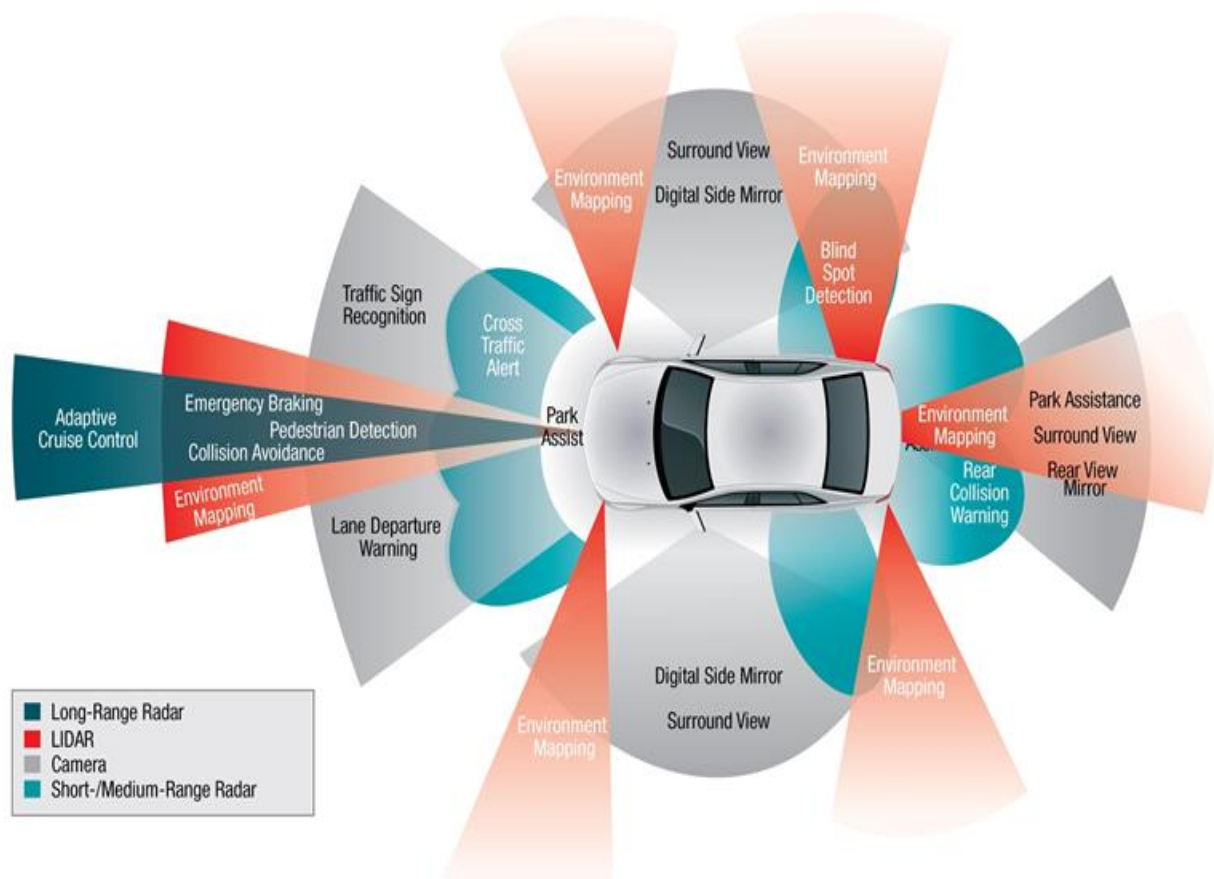 Surround View
Digital Side Mirror
Environment
Mapping
Environment
Mapping
Blind
Spot
Detection
Traffic Sign
Recognition
Cross
Traffic
Alert
Adaptive
Cruise Control
Emergency Braking
Pedestrian Detection
Collision Avoidance
Environment
Mapping
Lane Departure
Warning
Park
Assist
Environment
Mapping
Park Assistance
Surround View
Rear View
Mirror
Rear
Collision
Warning
Environment
Mapping
Digital Side Mirror
Surround View
Environment
Mapping
Long-Range Radar
LIDAR
Camera
Short-/Medium-Range Radar